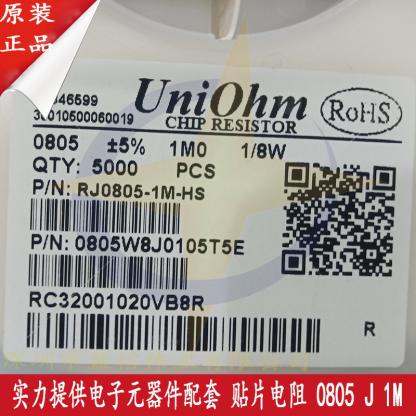 原装
正品
46599
UniOhm
RoHS
CHIP RESISTOR
0805 ±5% 1M0 1/8W
QTY: 5000 PCS
P/N: RJ0805-1M-HS
P/N: 0805W8J0105T5E
RC32001020VB8R
R
实力提供电子元器件配套 贴片电阻 0805 J 1M